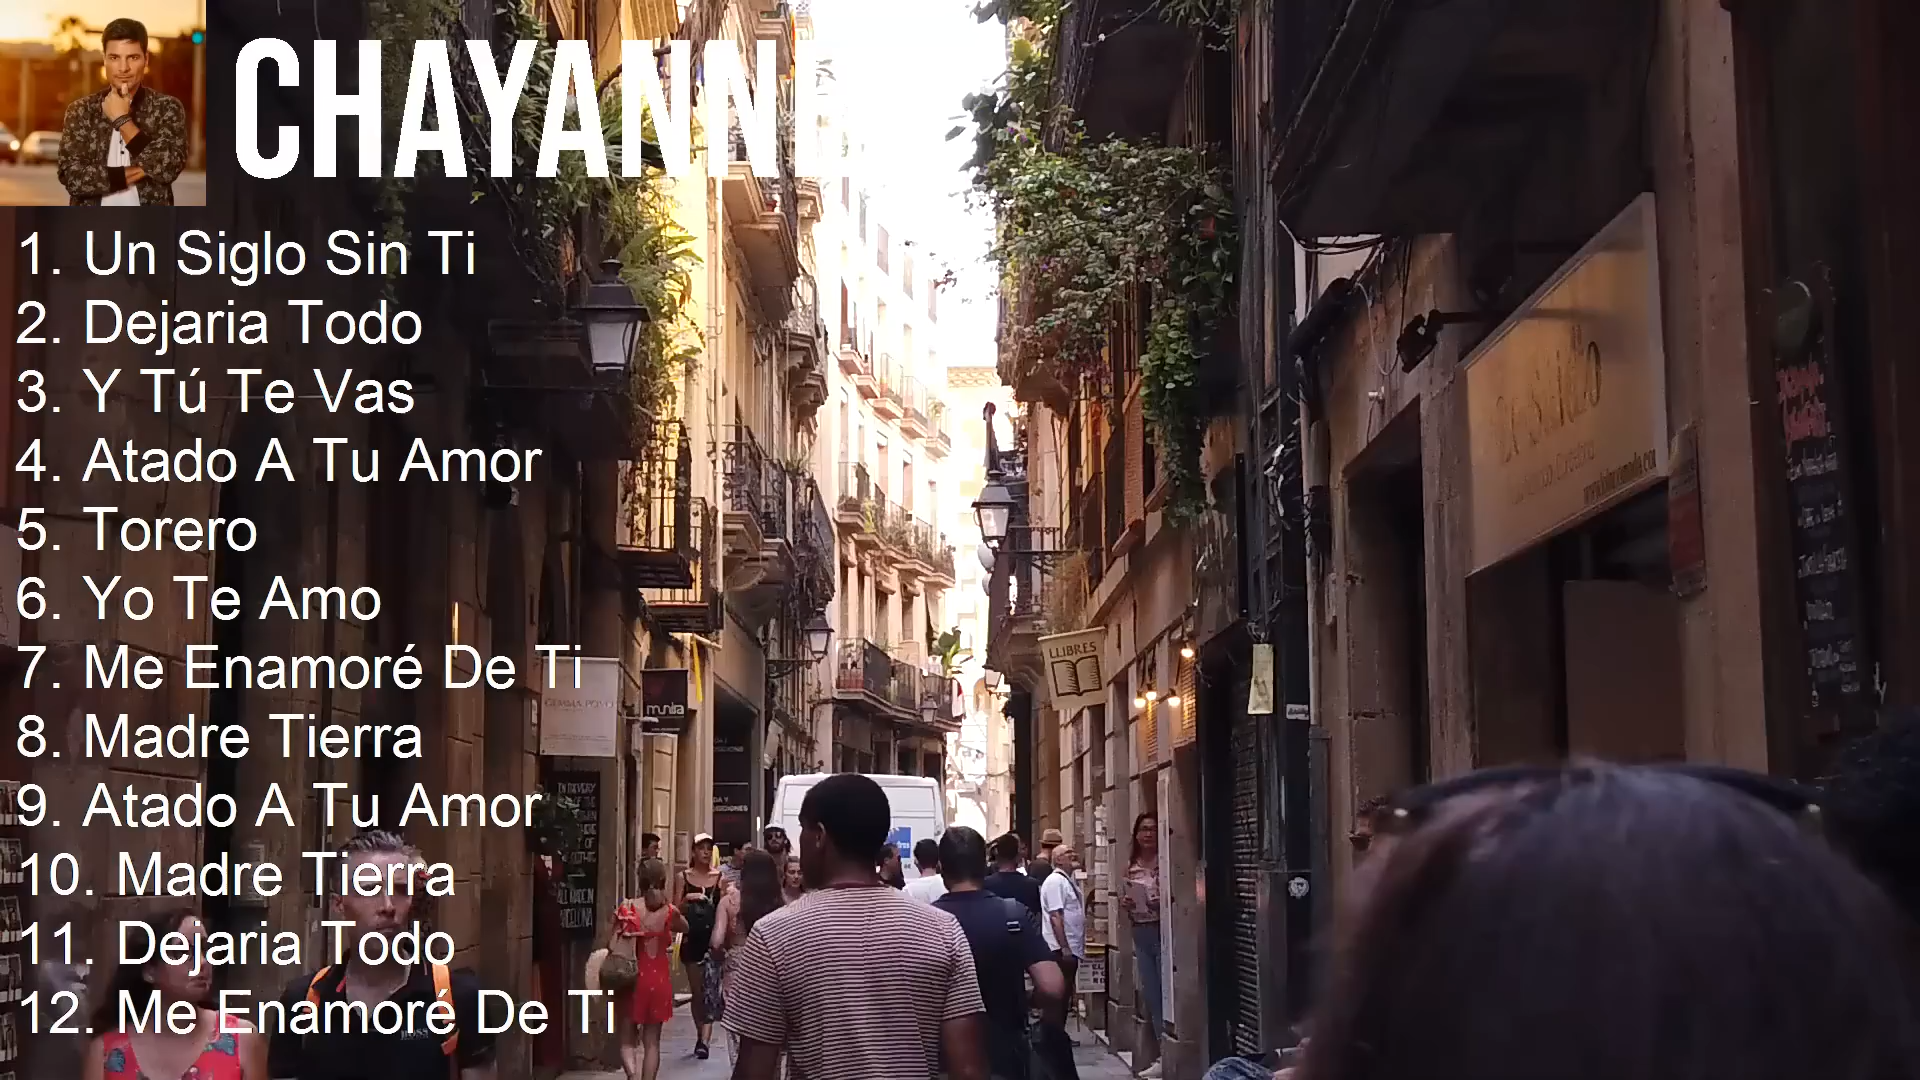 CHAYANNE
1. Un Siglo Sin Ti
2. Dejaria Todo
3. Y Tú Te Vas
4. Atado A Tu Amor
5. Torero
6. Yo Te Amo
7. Me Enamoré De Ti
8. Madre Tierra
9. Atado A Tu Amor
10. Madre Tierra
11. Dejaria Todo
12. Me Enamoré De Ti
LLIBRES
munira